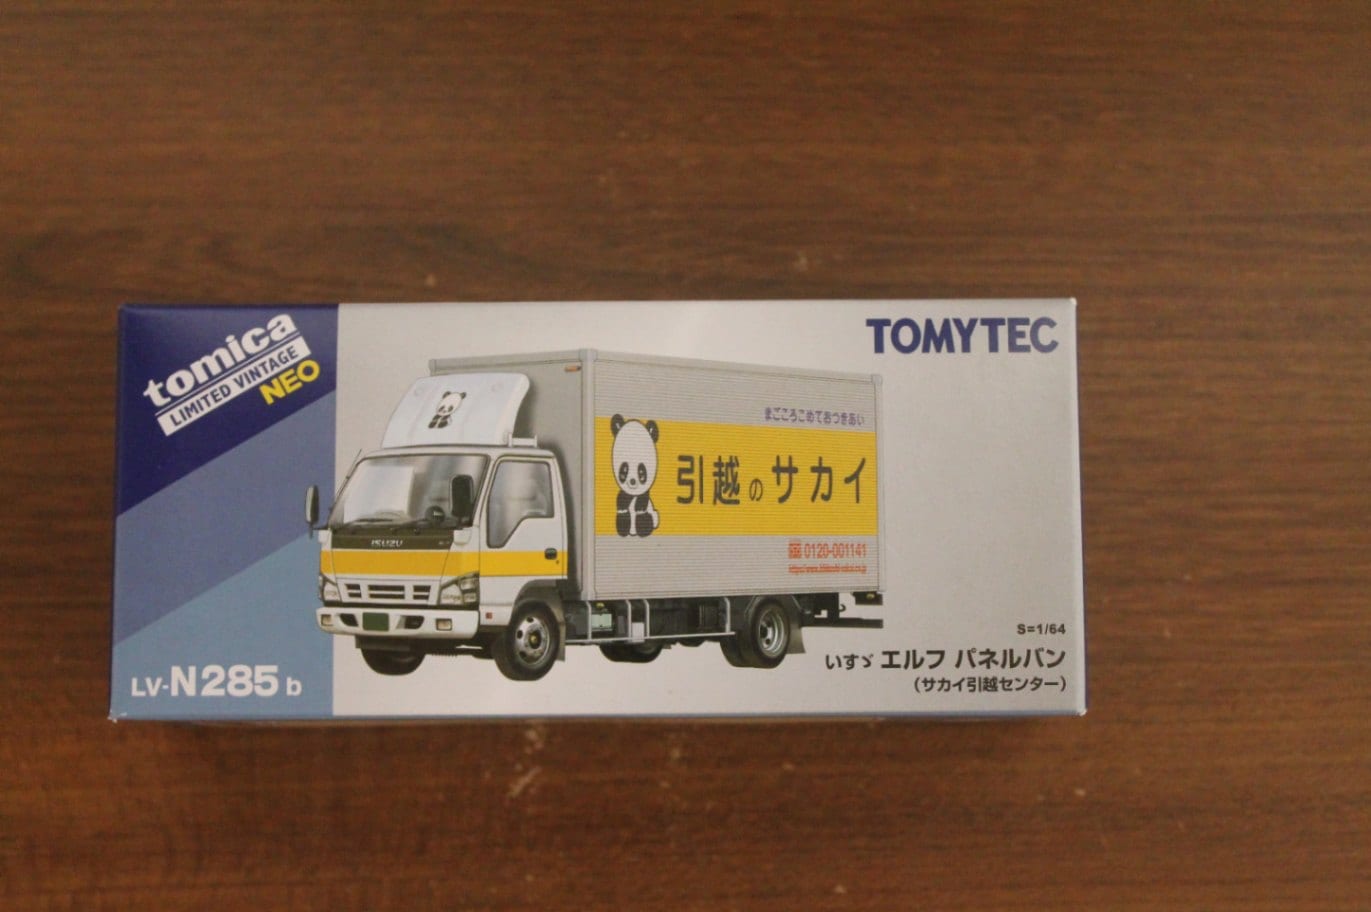 tomica
LIMITED VINTAGE
NEO
TOMYTEC
まごころこめておつきあい
引越のサカイ
0120-001141
ISUZU
S=1/64
いすゞ エルフ パネルバン
(サカイ引越センター)
LV-N285b